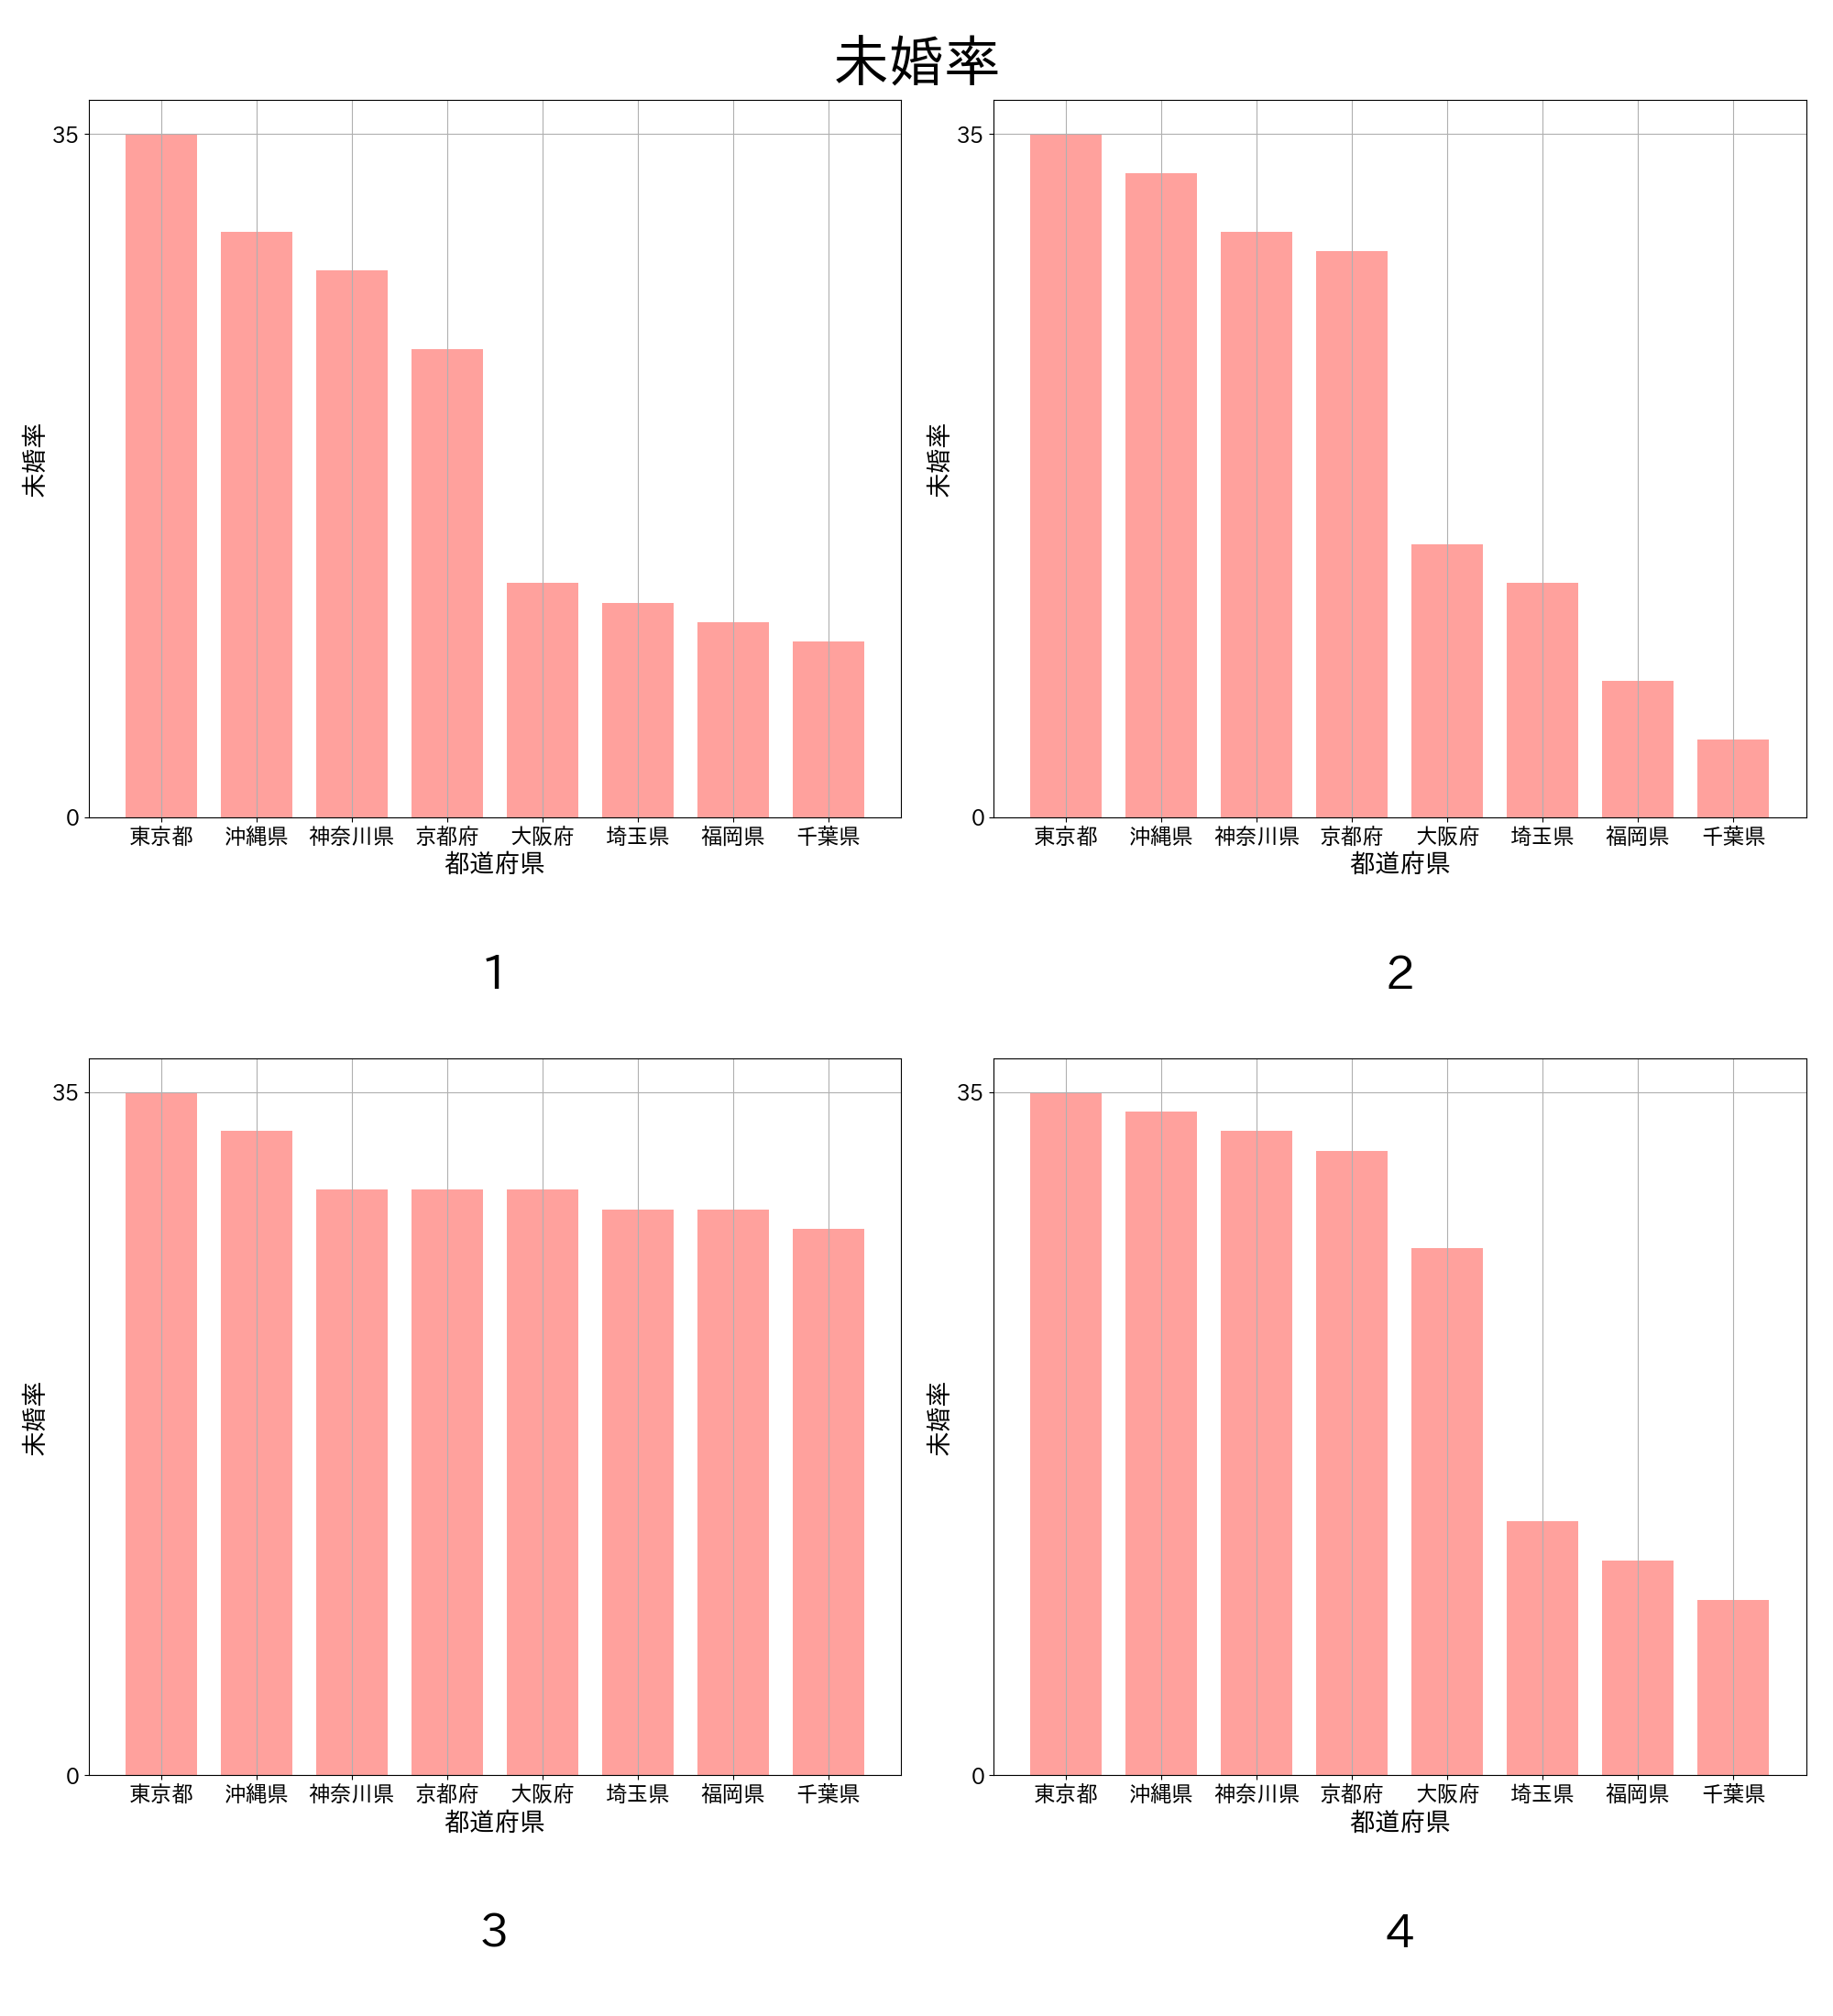 未婚率
35
0
未婚率
東京都 沖縄県 神奈川県 京都府 大阪府 埼玉県 福岡県 千葉県
都道府県
1
35
0
未婚率
東京都 沖縄県 神奈川県 京都府 大阪府 埼玉県 福岡県 千葉県
都道府県
2
35
0
未婚率
東京都 沖縄県 神奈川県 京都府 大阪府 埼玉県 福岡県 千葉県
都道府県
3
35
0
未婚率
東京都 沖縄県 神奈川県 京都府 大阪府 埼玉県 福岡県 千葉県
都道府県
4